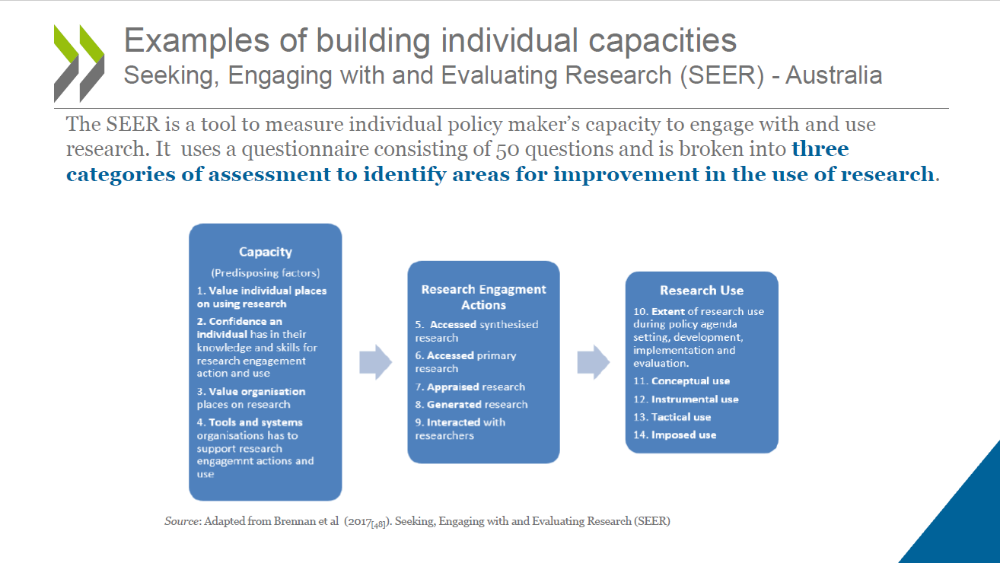 Examples of building individual capacities
Seeking, Engaging with and Evaluating Research (SEER) - Australia
The SEER is a tool to measure individual policy maker’s capacity to engage with and use
research. It  uses a questionnaire consisting of 50 questions and is broken into three
categories of assessment to identify areas for improvement in the use of research.
Capacity
(Predisposing factors)
1. Value individual places
on using research
2. Confidence an
individual has in their
knowledge and skills for
research engagement
action and use
3. Value organisation
places on research
4. Tools and systems
organisations has to
support research
engagemnt actions and
use
Research Engagment
Actions
5. Accessed synthesised
research
6. Accessed primary
research
7. Appraised research
8. Generated research
9. Interacted with
researchers
Research Use
10. Extent of research use
during policy agenda
setting, development,
implementation and
evaluation.
11. Conceptual use
12. Instrumental use
13. Tactical use
14. Imposed use
Source: Adapted from Brennan et al (2017[48]). Seeking, Engaging with and Evaluating Research (SEER)